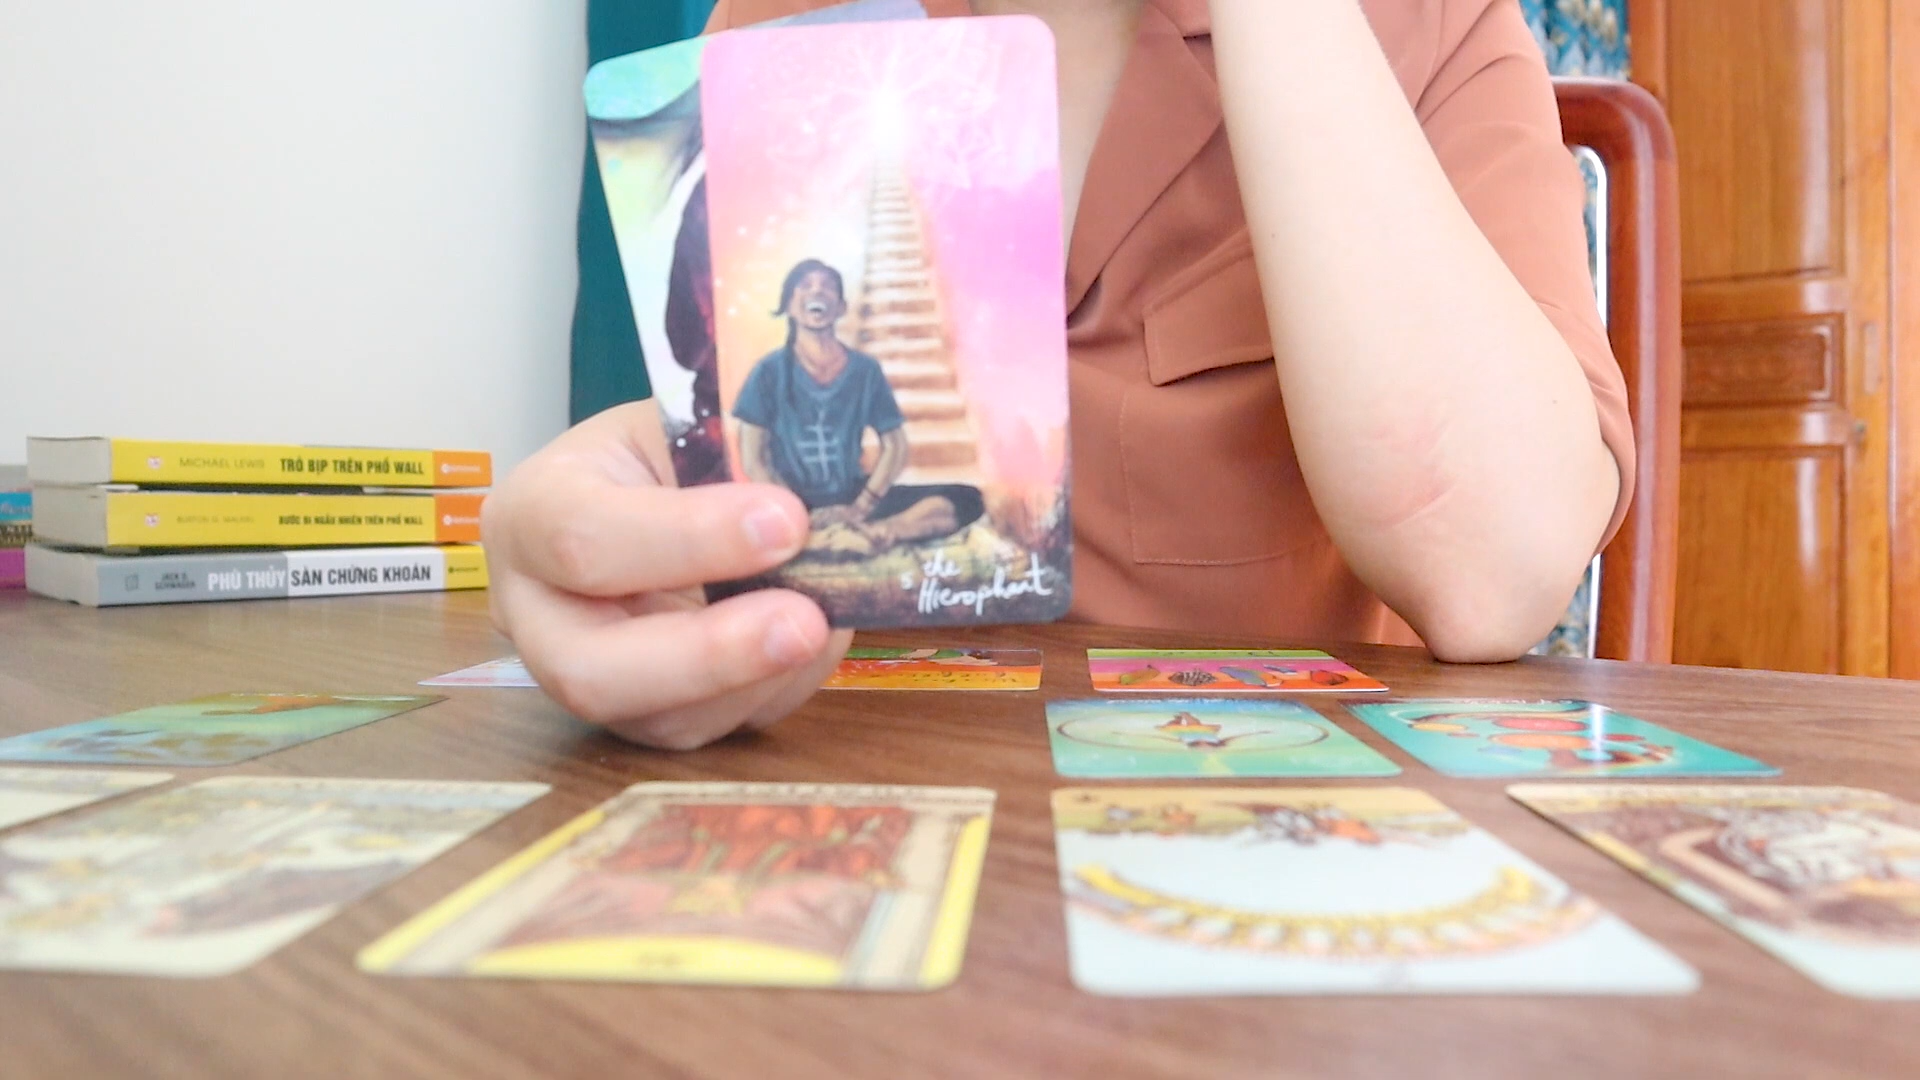 MICHAEL LEWIS TRÒ BỊP TRÊN PHỐ WALL
BURTON G. MALKIEL BƯỚC ĐI NGẪU NHIÊN TRÊN PHỐ WALL
JACK D. SCHWAGER PHÙ THỦY SÀN CHỨNG KHOÁN
5 the
Hierophant